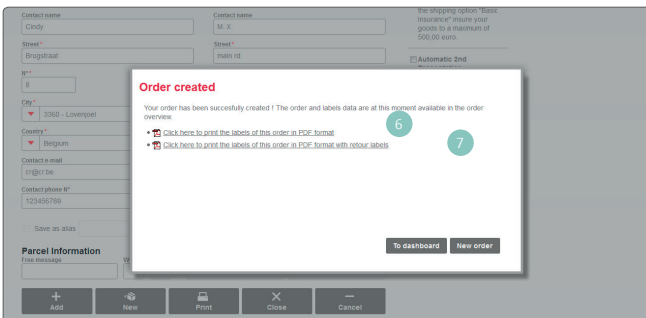 Contact name
Contact name
the shipping option "Basic
Insurance" insure your
goods to a maximum of
500,00 euro.
Cindy
M. X
Street*
Street*
Brugstraat
main rd
Automatic 2nd
N°*
8
City*
3360 - Lovenjoel
Country*
Belgium
Contact e-mail
cr@cr.be
Contact phone N°
123456789
Save as alias
Parcel Information
Free message
Order created
Your order has been succesfully created ! The order and labels data are at this moment available in the order
overview.
6
Click here to print the labels of this order in PDF format
7
Click here to print the labels of this order in PDF format with retour labels
To dashboard
New order
Add
New
Print
Close
Cancel